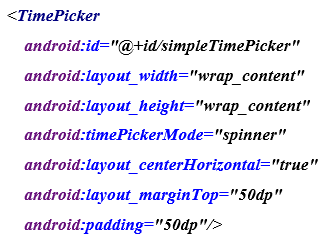 <TimePicker
android:id="@+id/simpleTimePicker"
android:layout_width="wrap_content"
android:layout_height="wrap_content"
android:timePickerMode="spinner"
android:layout_centerHorizontal="true"
android:layout_marginTop="50dp"
android:padding="50dp"/>